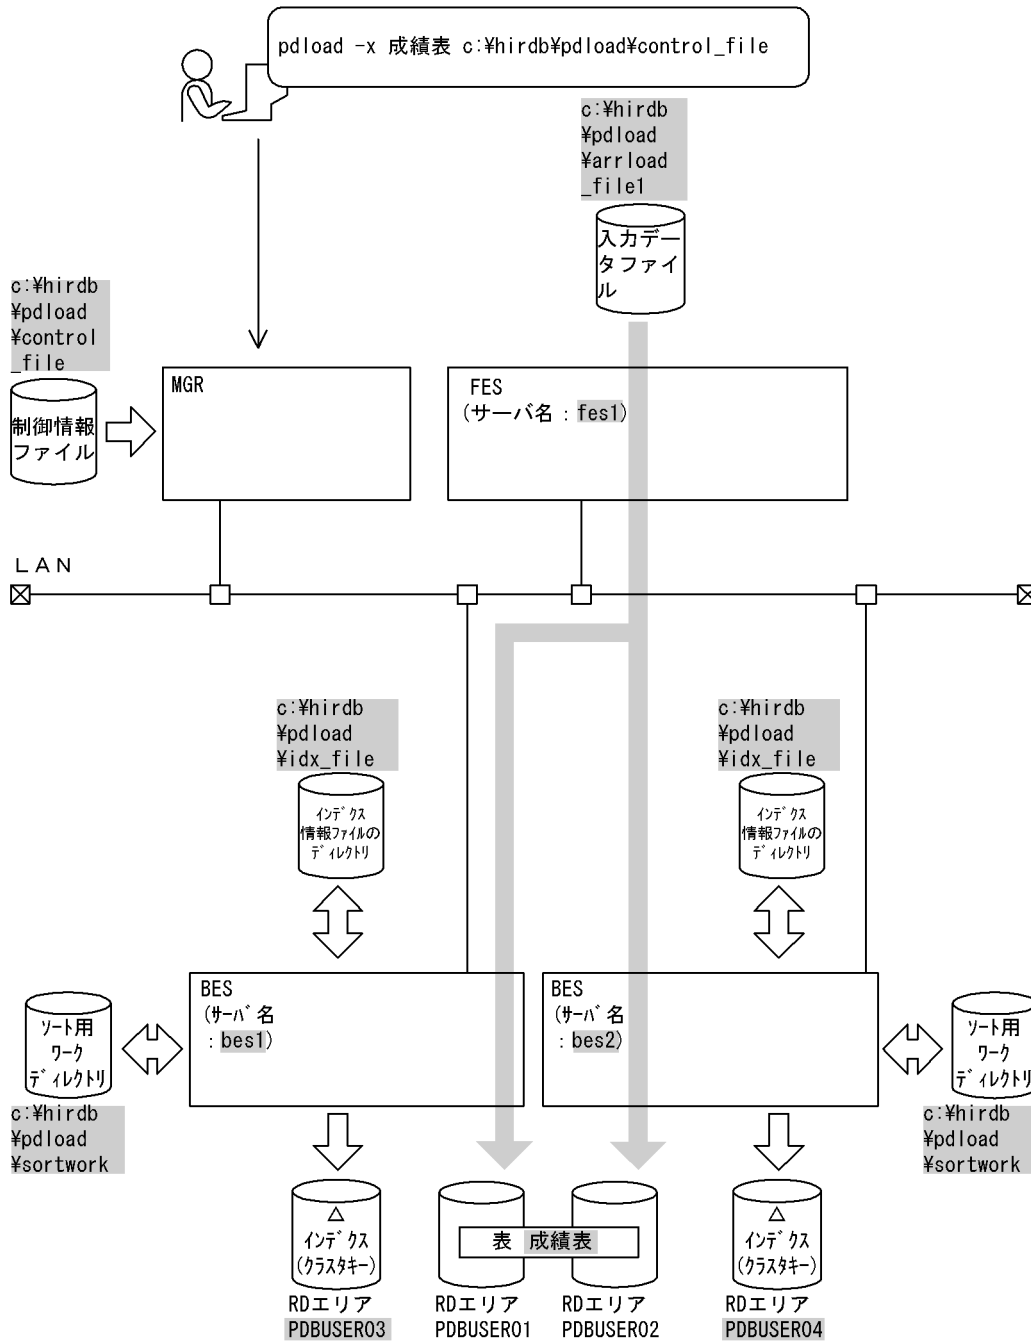 pdload -x 成績表 c:¥hirdb¥pdload¥control_file
c:¥hirdb
¥pdload
¥arrload
_file1
入力デー
タファイ
ル
c:¥hirdb
¥pdload
¥control
_file
制御情報
ファイル
MGR
FES
(サーバ名：fes1)
ＬＡＮ
c:¥hirdb
¥pdload
¥idx_file
ｲﾝﾃﾞｸｽ
情報ﾌｧｲﾙの
ﾃﾞｨﾚｸﾄﾘ
c:¥hirdb
¥pdload
¥idx_file
ｲﾝﾃﾞｸｽ
情報ﾌｧｲﾙの
ﾃﾞｨﾚｸﾄﾘ
BES
(ｻｰﾊﾞ名
：bes1)
BES
(ｻｰﾊﾞ名
：bes2)
ｿｰﾄ用
ﾜｰｸ
ﾃﾞｨﾚｸﾄﾘ
c:¥hirdb
¥pdload
¥sortwork
ｿｰﾄ用
ﾜｰｸ
ﾃﾞｨﾚｸﾄﾘ
c:¥hirdb
¥pdload
¥sortwork
△
ｲﾝﾃﾞｸｽ
(ｸﾗｽﾀｷｰ)
RDエリア
PDBUSER03
表 成績表
RDエリア
PDBUSER01
RDエリア
PDBUSER02
△
ｲﾝﾃﾞｸｽ
(ｸﾗｽﾀｷｰ)
RDエリア
PDBUSER04